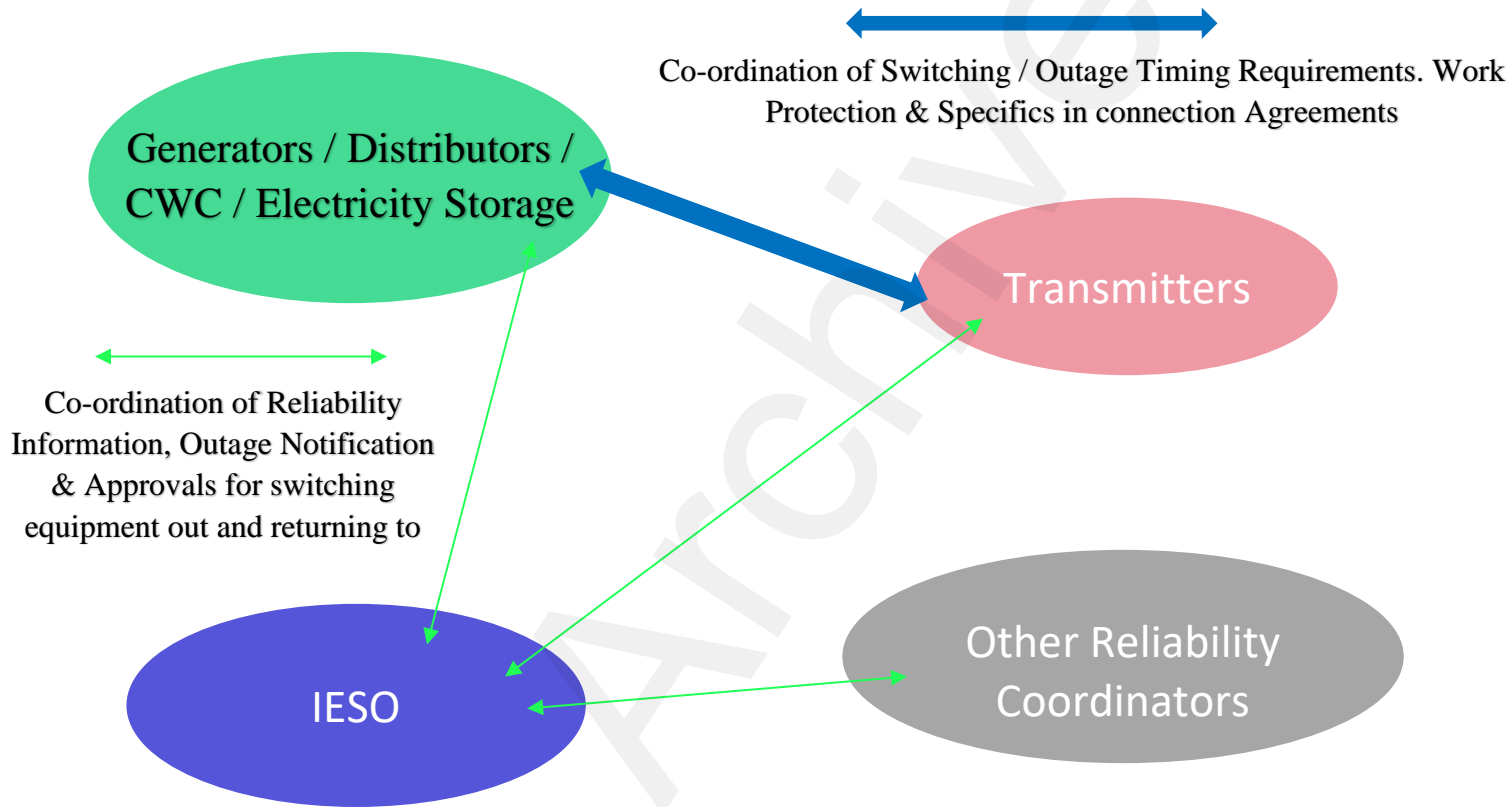 Co-ordination of Switching / Outage Timing Requirements. Work
Protection & Specifics in connection Agreements
Generators / Distributors /
CWC / Electricity Storage
Transmitters
Co-ordination of Reliability
Information, Outage Notification
& Approvals for switching
equipment out and returning to
Other Reliability
Coordinators
IESO
Archive